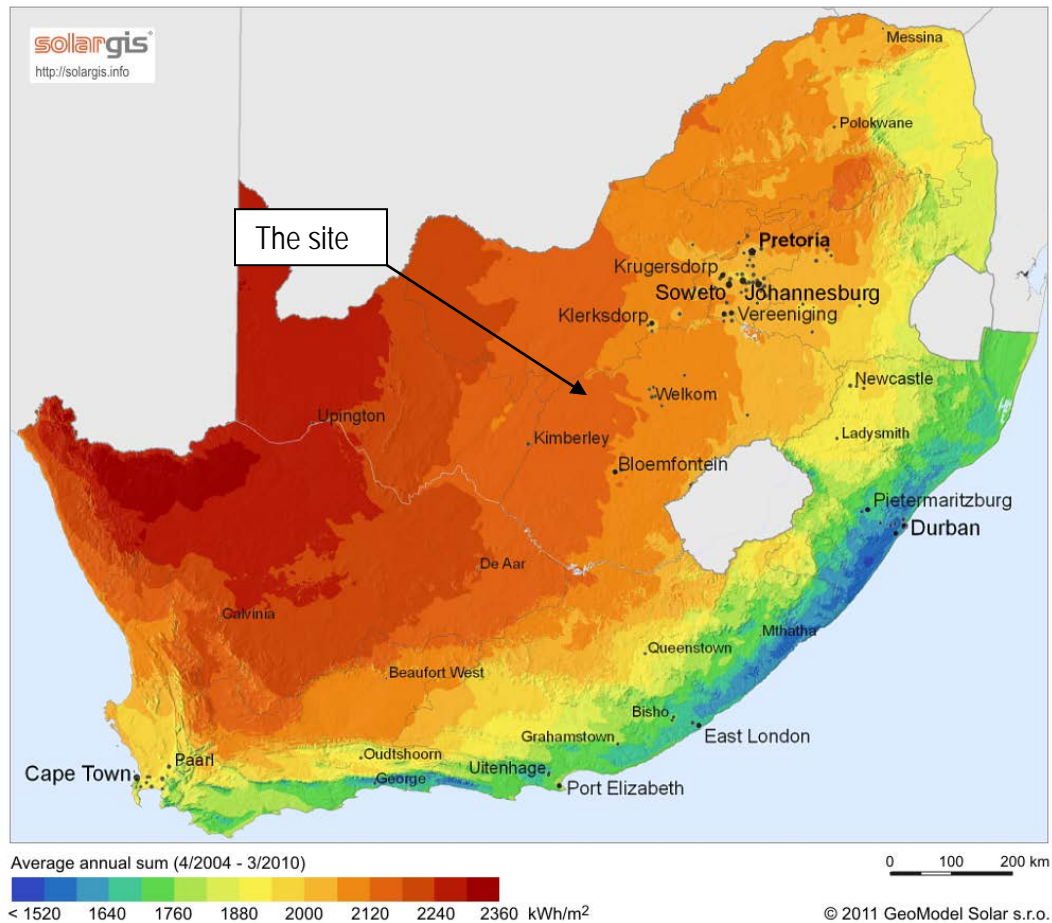 solargis
http://solargis.info
Messina
Polokwane
The site
Pretoria
Krugersdorp
Soweto Johannesburg
Klerksdorp Vereeniging
Welkom
Newcastle
Upington
Kimberley
Ladysmith
Bloemfontein
Pietermaritzburg
Durban
De Aar
Calvinia
Mthatha
Queenstown
Beaufort West
Bisho
Grahamstown
East London
Oudtshoorn
Paarl
Cape Town
George
Uitenhage
Port Elizabeth
Average annual sum (4/2004 - 3/2010)
0 100 200 km
< 1520 1640 1760 1880 2000 2120 2240 2360 kWh/m²
© 2011 GeoModel Solar s.r.o.